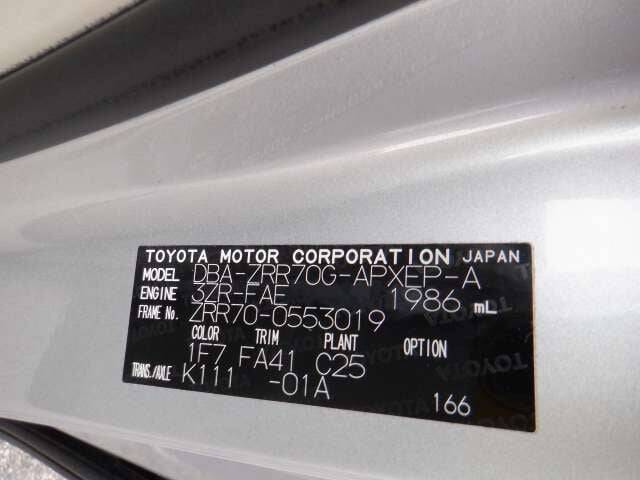 TOYOTA MOTOR CORPORATION JAPAN
MODEL DBA-ZRR70G-APXEP-A
ENGINE 3ZR-FAE 1986 mL
FRAME No. ZRR70-0553019
COLOR TRIM PLANT OPTION
1F7 FA41 C25
TRANS./AXLE K111 -01A
166